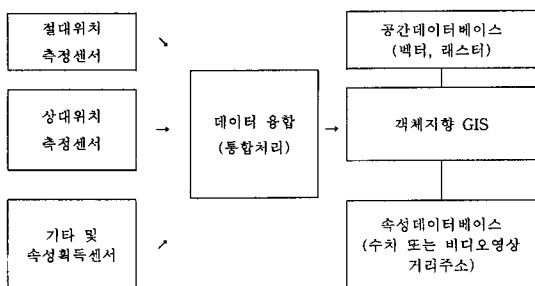 절대위치
측정센서
상대위치
측정센서
기타 및
속성획득센서
데이터 융합
(통합처리)
공간데이터베이스
(벡터, 래스터)
객체지향 GIS
속성데이터베이스
(수치 또는 비디오영상
거리주소)